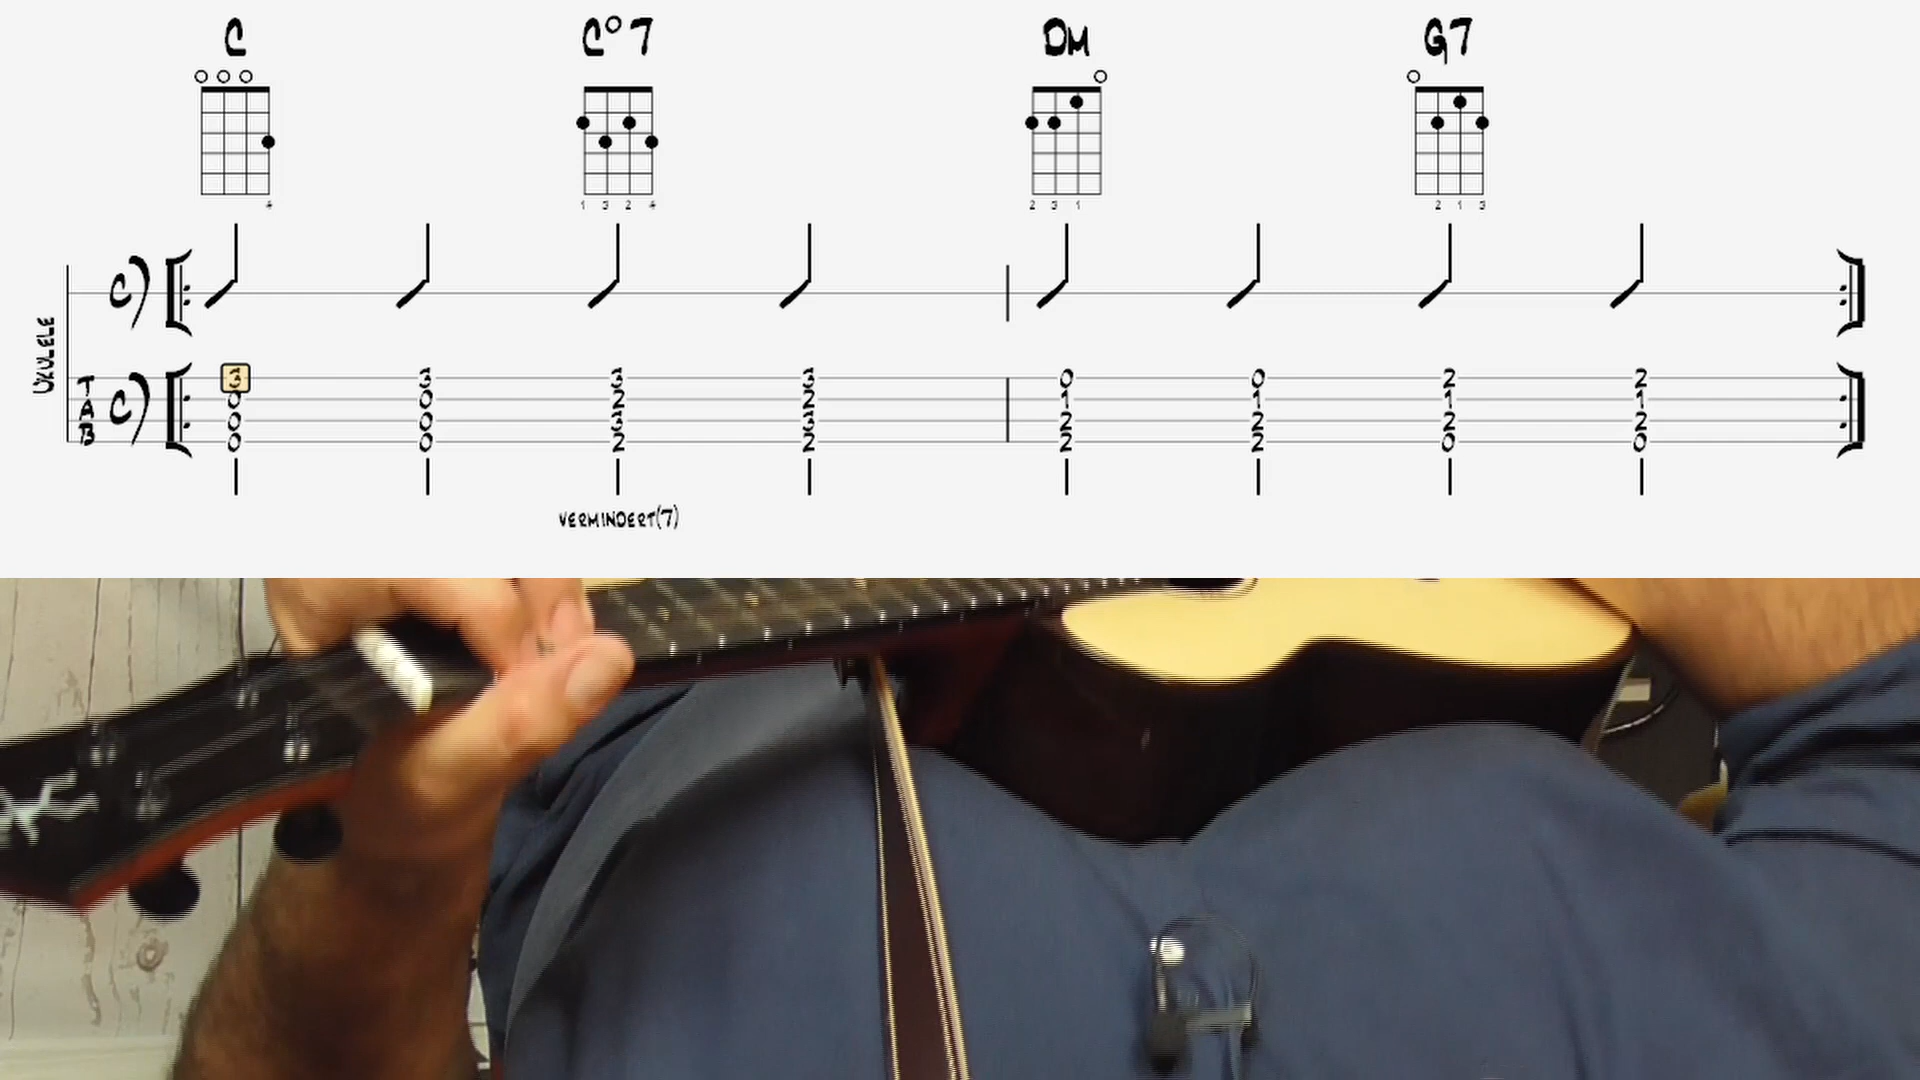 C C°7 DM G7
4 1 3 2 4 2 3 1 2 1 3
UKULELE
T 3 3 3 3 0 0 2 2
A 0 0 2 2 1 1 1 1
B 0 0 3 3 2 2 2 2
0 0 2 2 2 2 0 0
VERMINDERT(7)